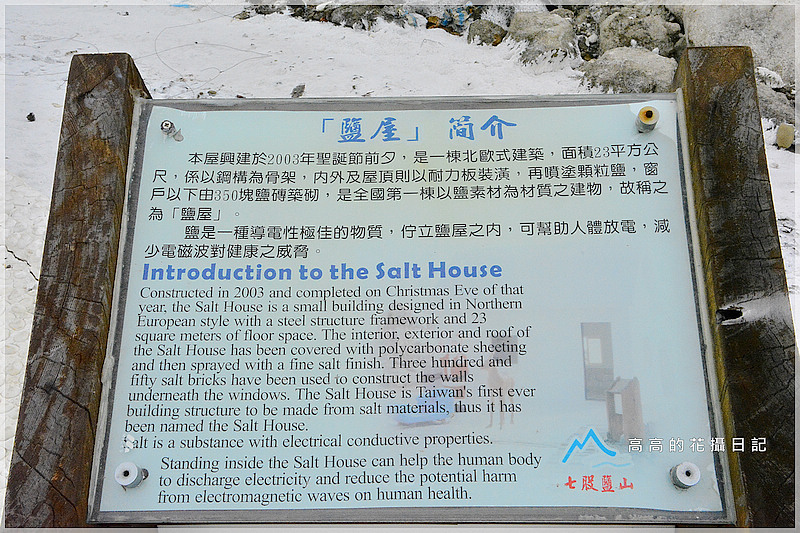 「鹽屋」簡介
本屋興建於2003年聖誕節前夕，是一棟北歐式建築，面積23平方公
尺，係以鋼構為骨架，內外及屋頂則以耐力板裝潢，再噴塗顆粒鹽，窗
戶以下由350塊鹽磚築砌，是全國第一棟以鹽素材為材質之建物，故稱之
為「鹽屋」。
鹽是一種導電性極佳的物質，佇立鹽屋之內，可幫助人體放電，減
少電磁波對健康之威脅。
Introduction to the Salt House
Constructed in 2003 and completed on Christmas Eve of that
year, the Salt House is a small building designed in Northern
European style with a steel structure framework and 23
square meters of floor space. The interior, exterior and roof of
the Salt House has been covered with polycarbonate sheeting
and then sprayed with a fine salt finish. Three hundred and
fifty salt bricks have been used to construct the walls
underneath the windows. The Salt House is Taiwan's first ever
building structure to be made from salt materials, thus it has
been named the Salt House.
Salt is a substance with electrical conductive properties.
Standing inside the Salt House can help the human body
to discharge electricity and reduce the potential harm
from electromagnetic waves on human health.
七股鹽山
高高的花攝日記